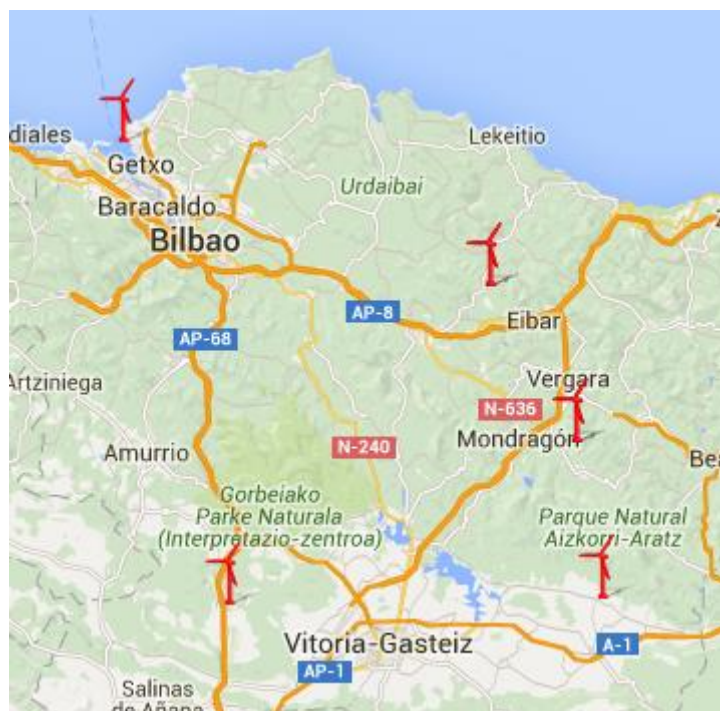 Lekeitio
diales
Getxo
Urdaibai
Baracaldo
Bilbao
AP-8
Eibar
AP-68
Artziniega
Vergara
N-636
N-240
Mondragón
Amurrio
Bea
Gorbeiako
Parke Naturala
(Interpretazio-zentroa)
Parque Natural
Aizkorri-Aratz
Vitoria-Gasteiz
A-1
AP-1
Salinas
de Añana